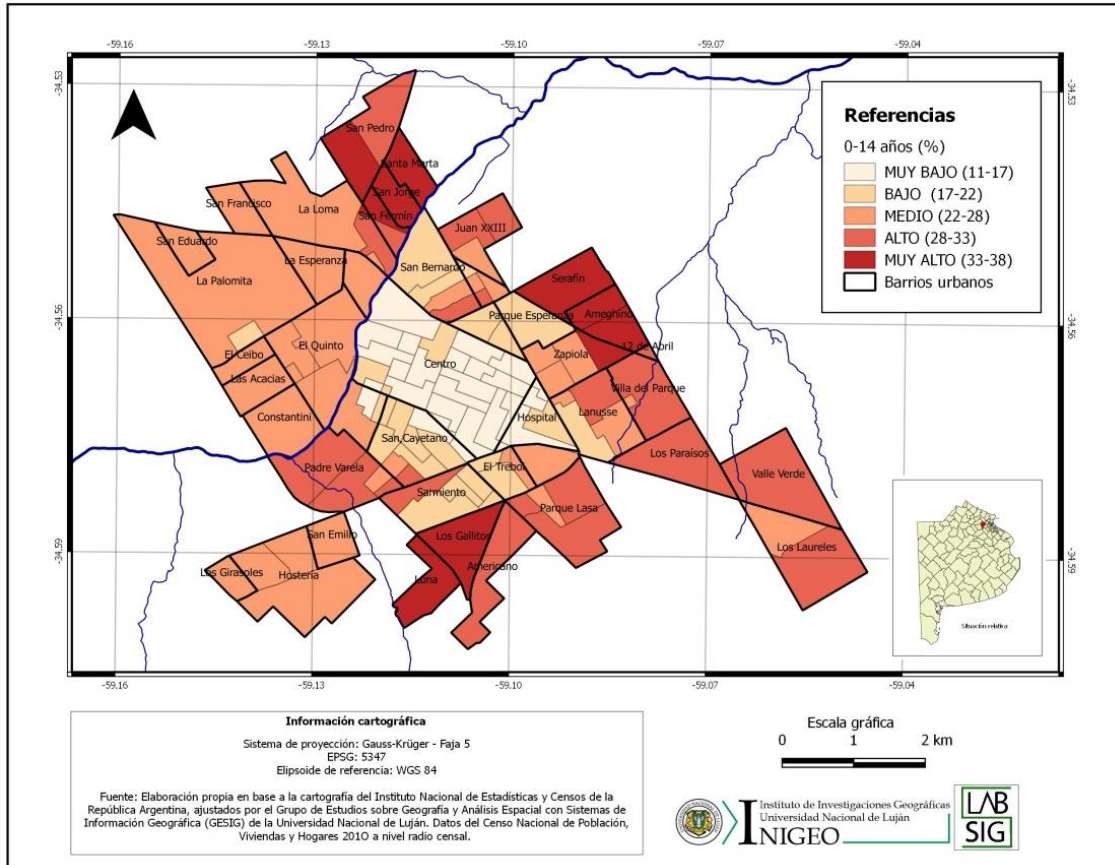 -59.16 -59.13 -59.10 -59.07 -59.04
-34.53 -34.53
San Pedro
Santa Marta
San Jorge
San Fermín
San Francisco
La Loma
Juan XXIII
San Eduardo
La Esperanza
San Bernardo
La Palomita
Serafín
Parque Esperanza
Ameghino
-34.56 -34.56
12 de Abril
El Quinto
El Ceibo
Zapiola
Centro
Las Acacias
Villa del Parque
Constantini
Hospital
Lanusse
San Cayetano
Los Paraísos
Padre Varela
El Trebol
Valle Verde
Sarmiento
Parque Lasa
San Emilio
Los Gallitos
Los Laureles
-34.59 -34.59
Los Girasoles
Hostería
Luna
Americano
-59.16 -59.13 -59.10 -59.07 -59.04
Referencias
0-14 años (%)
MUY BAJO (11-17)
BAJO (17-22)
MEDIO (22-28)
ALTO (28-33)
MUY ALTO (33-38)
Barrios urbanos
Situación relativa
Información cartográfica
Sistema de proyección: Gauss-Krüger - Faja 5
EPSG: 5347
Elipsoide de referencia: WGS 84
Fuente: Elaboración propia en base a la cartografía del Instituto Nacional de Estadísticas y Censos de la
República Argentina, ajustados por el Grupo de Estudios sobre Geografía y Análisis Espacial con Sistemas de
Información Geográfica (GESIG) de la Universidad Nacional de Luján. Datos del Censo Nacional de Población,
Viviendas y Hogares 2010 a nivel radio censal.
Escala gráfica
0 1 2 km
Instituto de Investigaciones Geográficas
Universidad Nacional de Luján
INIGEO
LAB
SIG